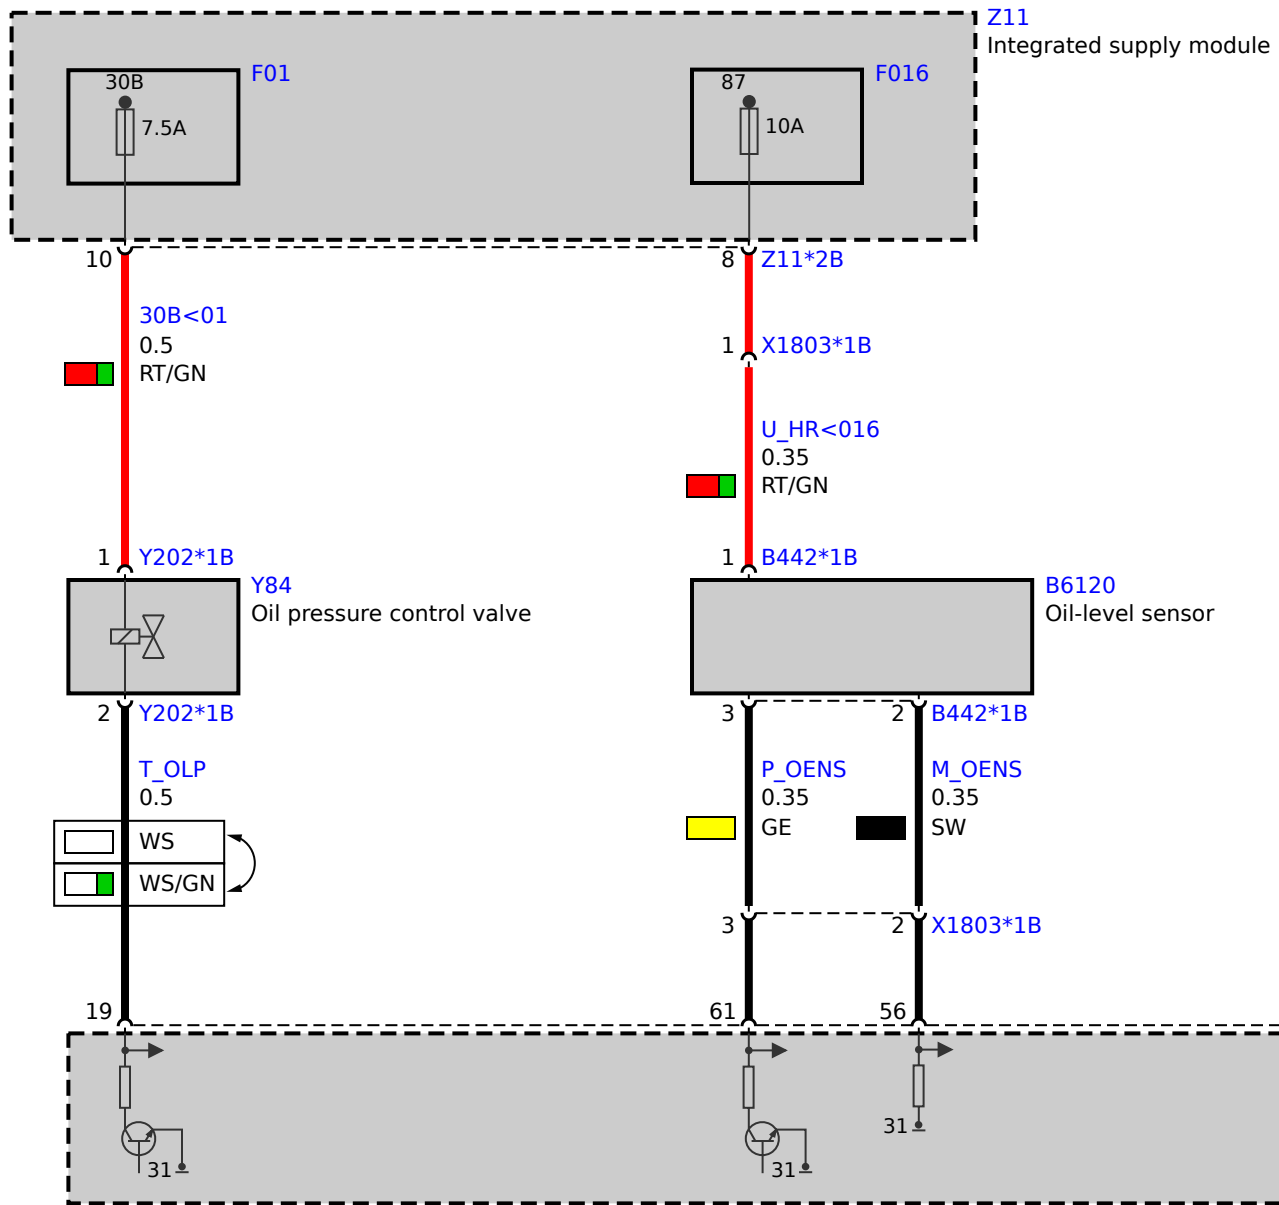 Z11
Integrated supply module
F01
F016
30B
87
7.5A
10A
10
8
Z11*2B
30B<01
0.5
RT/GN
1
X1803*1B
U_HR<016
0.35
RT/GN
1
Y202*1B
1
B442*1B
Y84
Oil pressure control valve
B6120
Oil-level sensor
2
Y202*1B
3
2
B442*1B
T_OLP
0.5
WS
WS/GN
P_OENS
0.35
GE
M_OENS
0.35
SW
3
2
X1803*1B
19
61
56
31
31
31